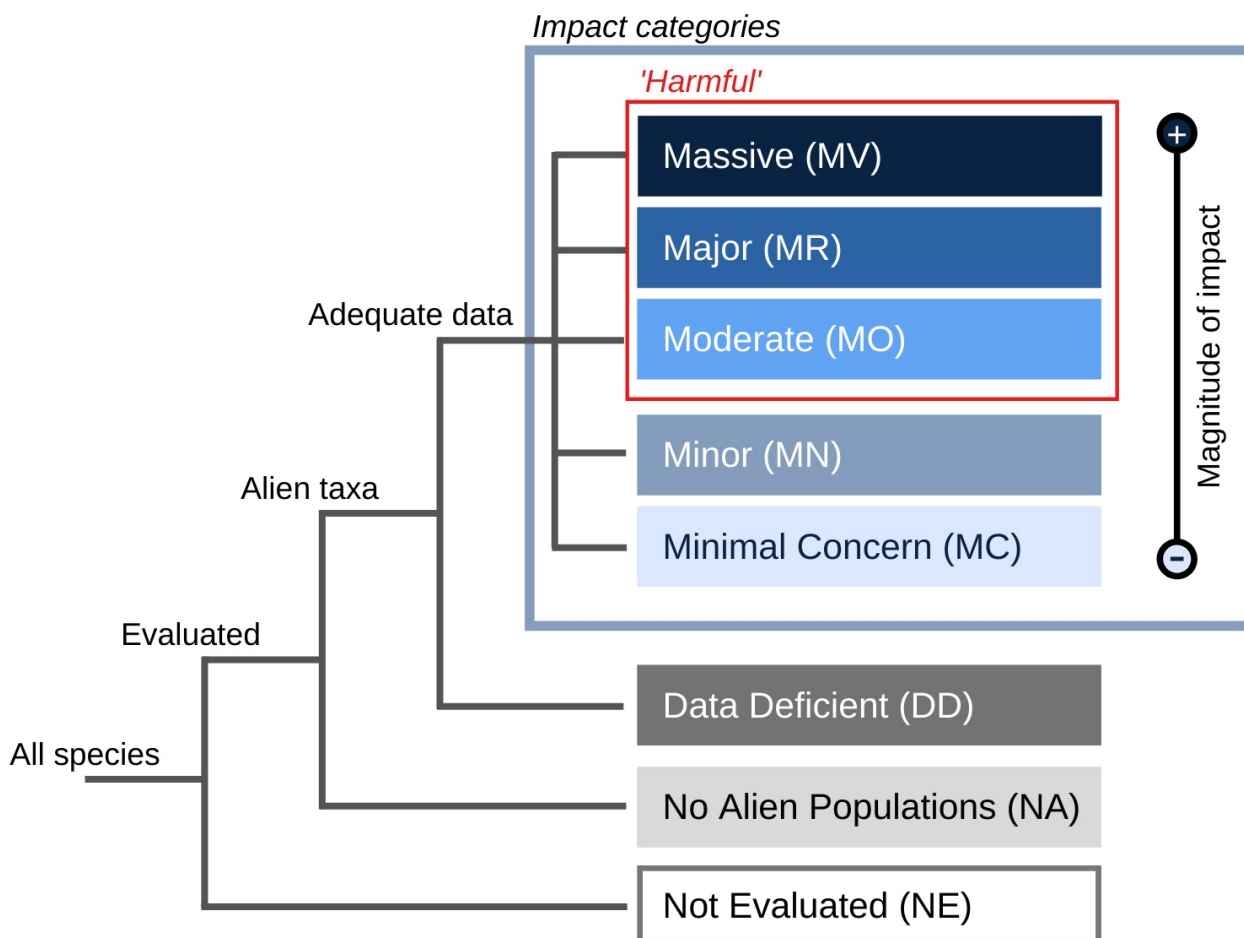 Impact categories
'Harmful'
Massive (MV)
+
Major (MR)
Magnitude of impact
Adequate data
Moderate (MO)
Minor (MN)
Alien taxa
Minimal Concern (MC)
-
Evaluated
Data Deficient (DD)
All species
No Alien Populations (NA)
Not Evaluated (NE)